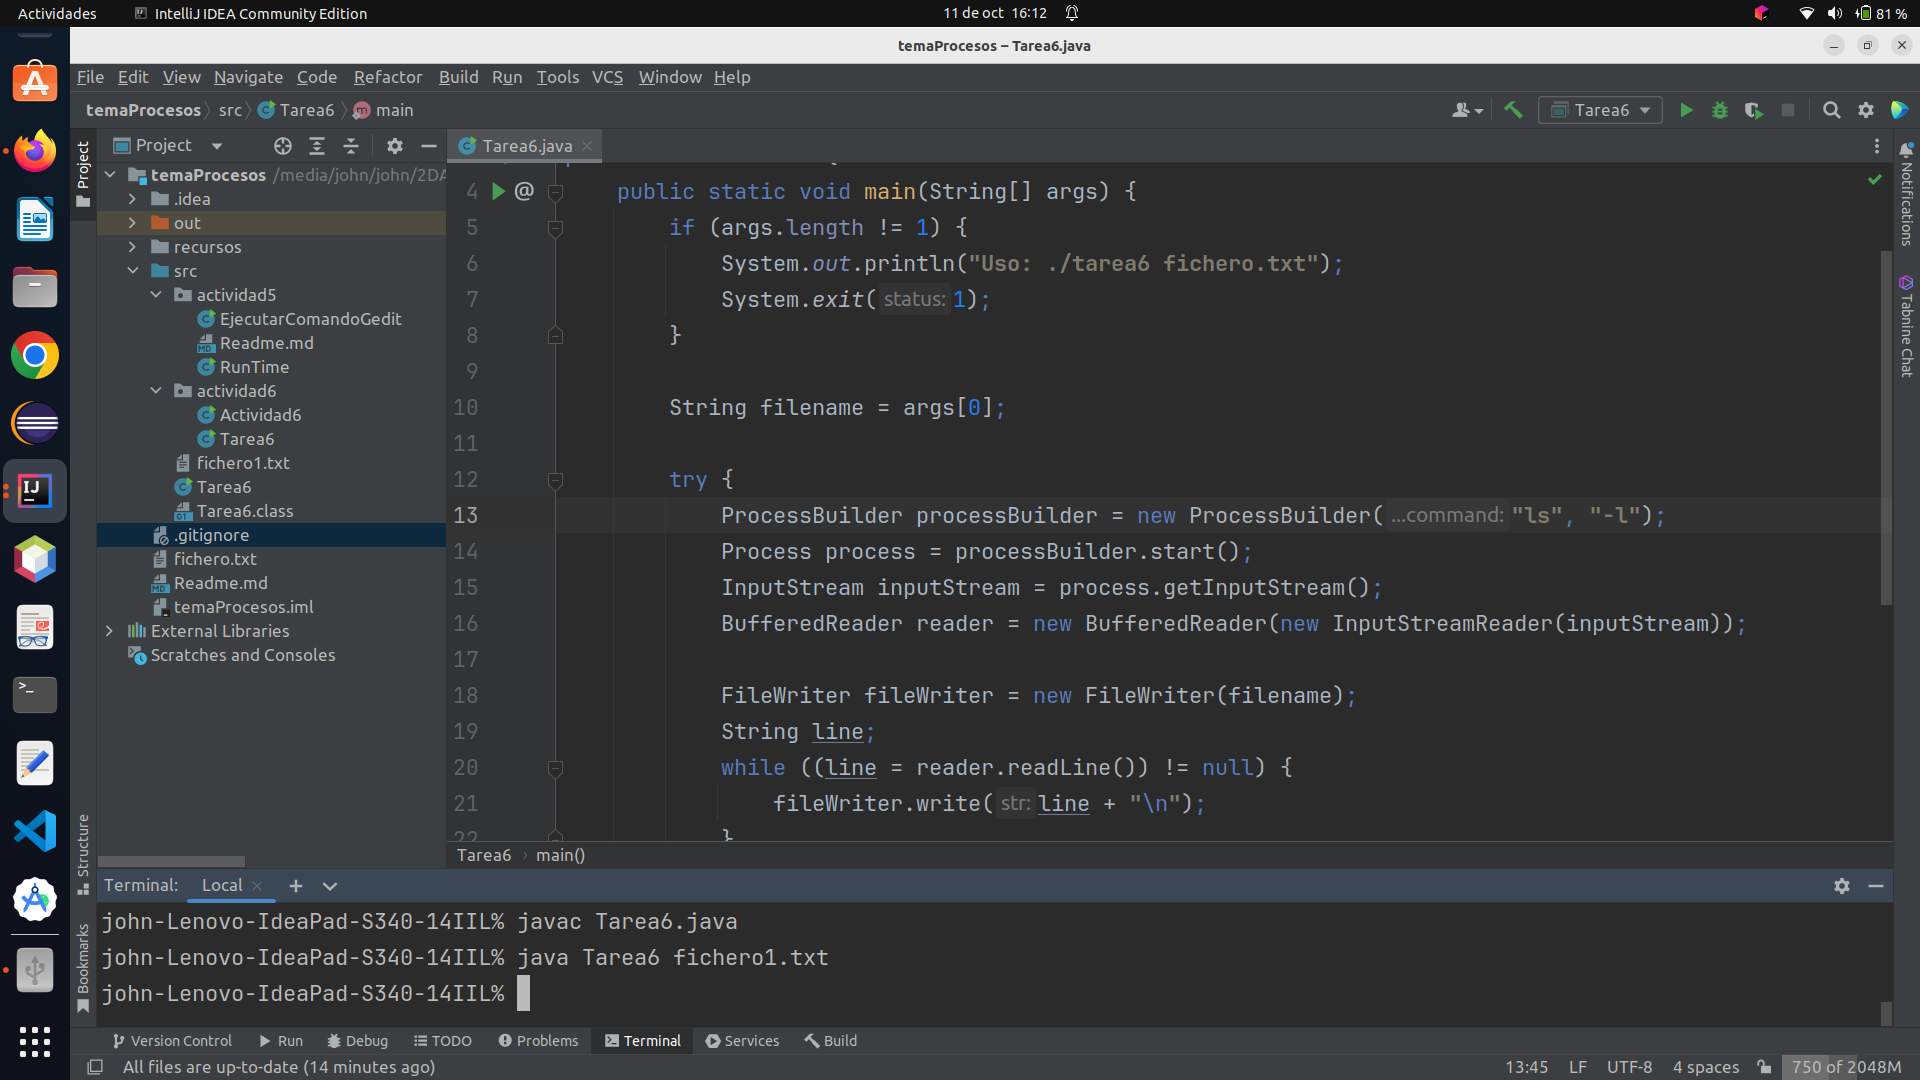 Actividades
IntelliJ IDEA Community Edition
11 de oct 16:12
81 %
temaProcesos – Tarea6.java
File Edit View Navigate Code Refactor Build Run Tools VCS Window Help
temaProcesos src Tarea6 main
Tarea6
Project
Project
Tarea6.java
temaProcesos /media/john/john/2DA
.idea
out
recursos
src
actividad5
EjecutarComandoGedit
Readme.md
RunTime
actividad6
Actividad6
Tarea6
fichero1.txt
Tarea6
Tarea6.class
.gitignore
fichero.txt
Readme.md
temaProcesos.iml
External Libraries
Scratches and Consoles
4 @ public static void main(String[] args) {
5 if (args.length != 1) {
6 System.out.println("Uso: ./tarea6 fichero.txt");
7 System.exit( status: 1);
8 }
9
10 String filename = args[0];
11
12 try {
13 ProcessBuilder processBuilder = new ProcessBuilder( ...command: "ls", "-l");
14 Process process = processBuilder.start();
15 InputStream inputStream = process.getInputStream();
16 BufferedReader reader = new BufferedReader(new InputStreamReader(inputStream));
17
18 FileWriter fileWriter = new FileWriter(filename);
19 String line;
20 while ((line = reader.readLine()) != null) {
21 fileWriter.write( str: line + "\n");
22 }
Notifications
Tabnine Chat
Structure
Bookmarks
Tarea6 main()
Terminal: Local
john-Lenovo-IdeaPad-S340-14IIL% javac Tarea6.java
john-Lenovo-IdeaPad-S340-14IIL% java Tarea6 fichero1.txt
john-Lenovo-IdeaPad-S340-14IIL%
Version Control Run Debug TODO Problems Terminal Services Build
All files are up-to-date (14 minutes ago)
13:45 LF UTF-8 4 spaces 750 of 2048M